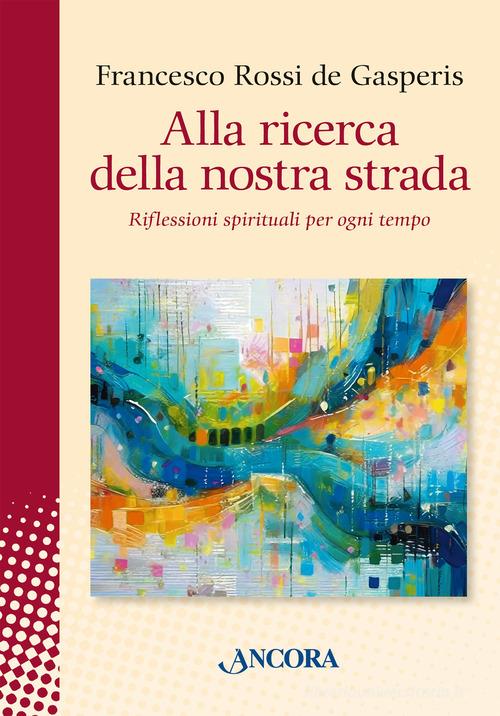 Francesco Rossi de Gasperis
Alla ricerca
della nostra strada
Riflessioni spirituali per ogni tempo
ANCORA